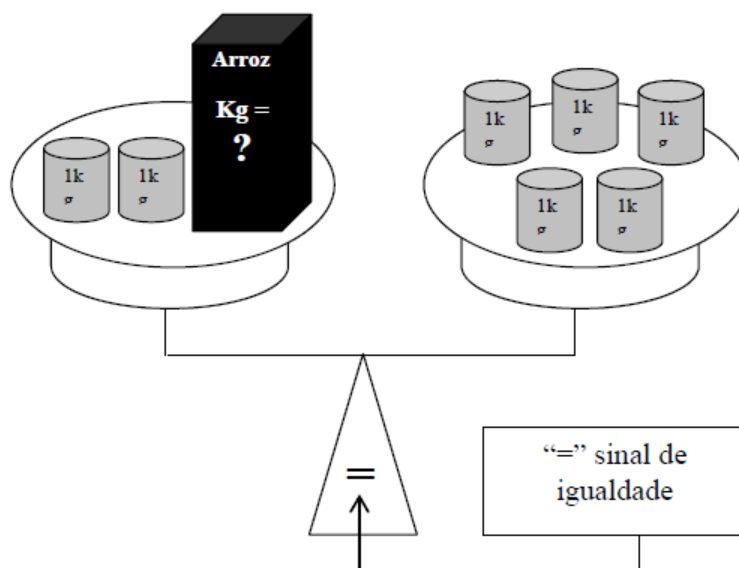 Arroz
Kg =
?
1k
g
1k
g
1k
g
1k
g
1k
g
1k
g
1k
g
=
“=” sinal de
igualdade